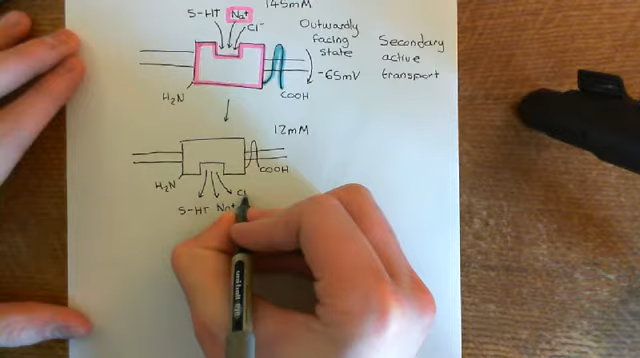 145mM
5-HT Na⁺ Cl⁻
Outwardly
facing
state
Secondary
active
transport
-65mV
H₂N
COOH
12mM
H₂N
COOH
5-HT Na⁺ Cl